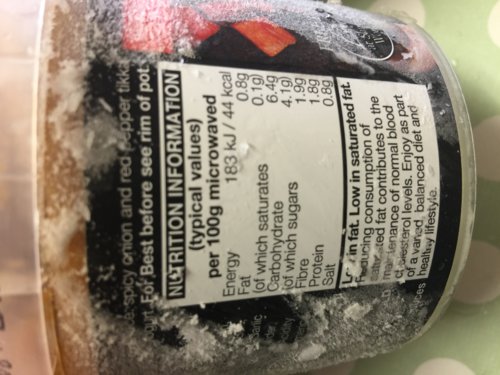 spicy onion and red pepper tikka
For Best before see rim of pot.
NUTRITION INFORMATION
(typical values)
per 100g microwaved
Energy 183 kJ / 44 kcal
Fat 0.8g
(of which saturates 0.1g)
Carbohydrate 6.4g
(of which sugars 4.1g)
Fibre 1.9g
Protein 1.8g
Salt 0.8g
Low in fat. Low in saturated fat.
Reducing consumption of
saturated fat contributes to the
maintenance of normal blood
cholesterol levels. Enjoy as part
of a varied, balanced diet and
healthy lifestyle.